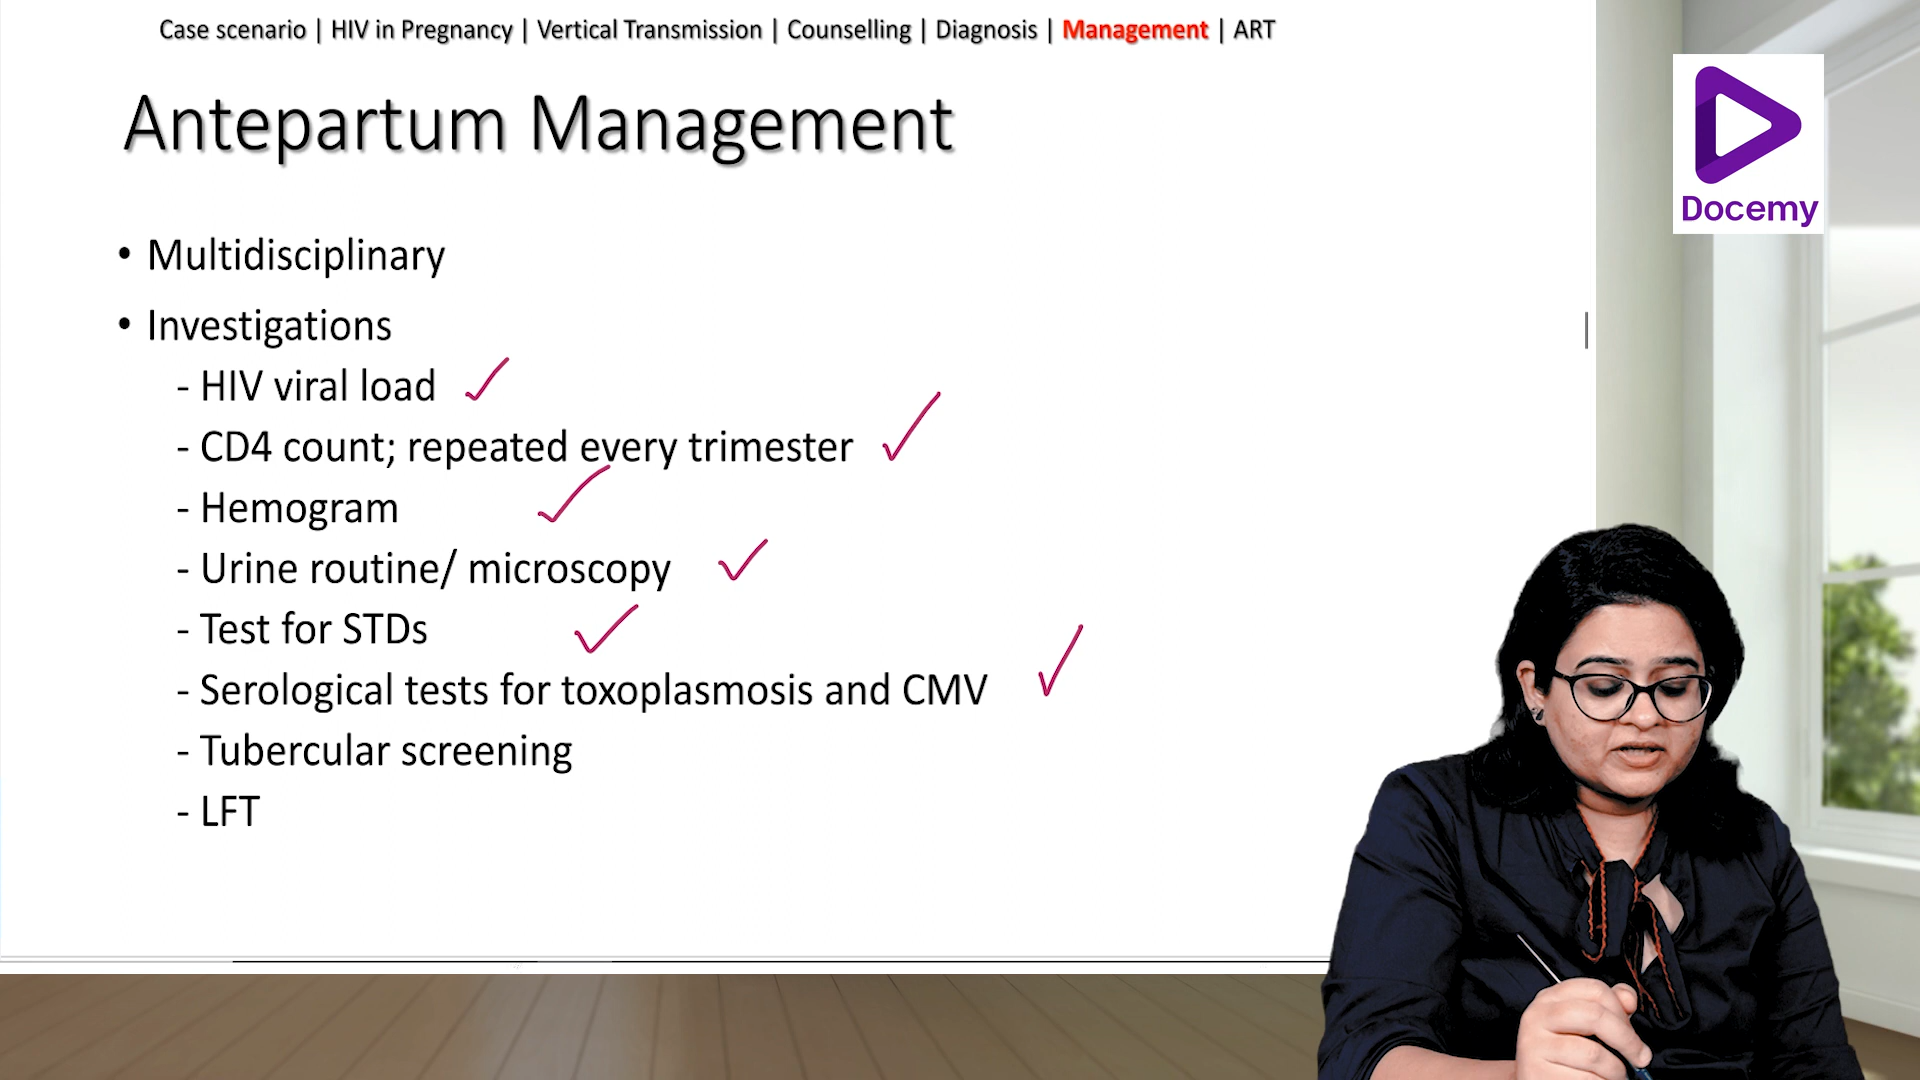 Case scenario | HIV in Pregnancy | Vertical Transmission | Counselling | Diagnosis | Management | ART
Antepartum Management
Docemy
• Multidisciplinary
• Investigations
- HIV viral load
- CD4 count; repeated every trimester
- Hemogram
- Urine routine/ microscopy
- Test for STDs
- Serological tests for toxoplasmosis and CMV
- Tubercular screening
- LFT